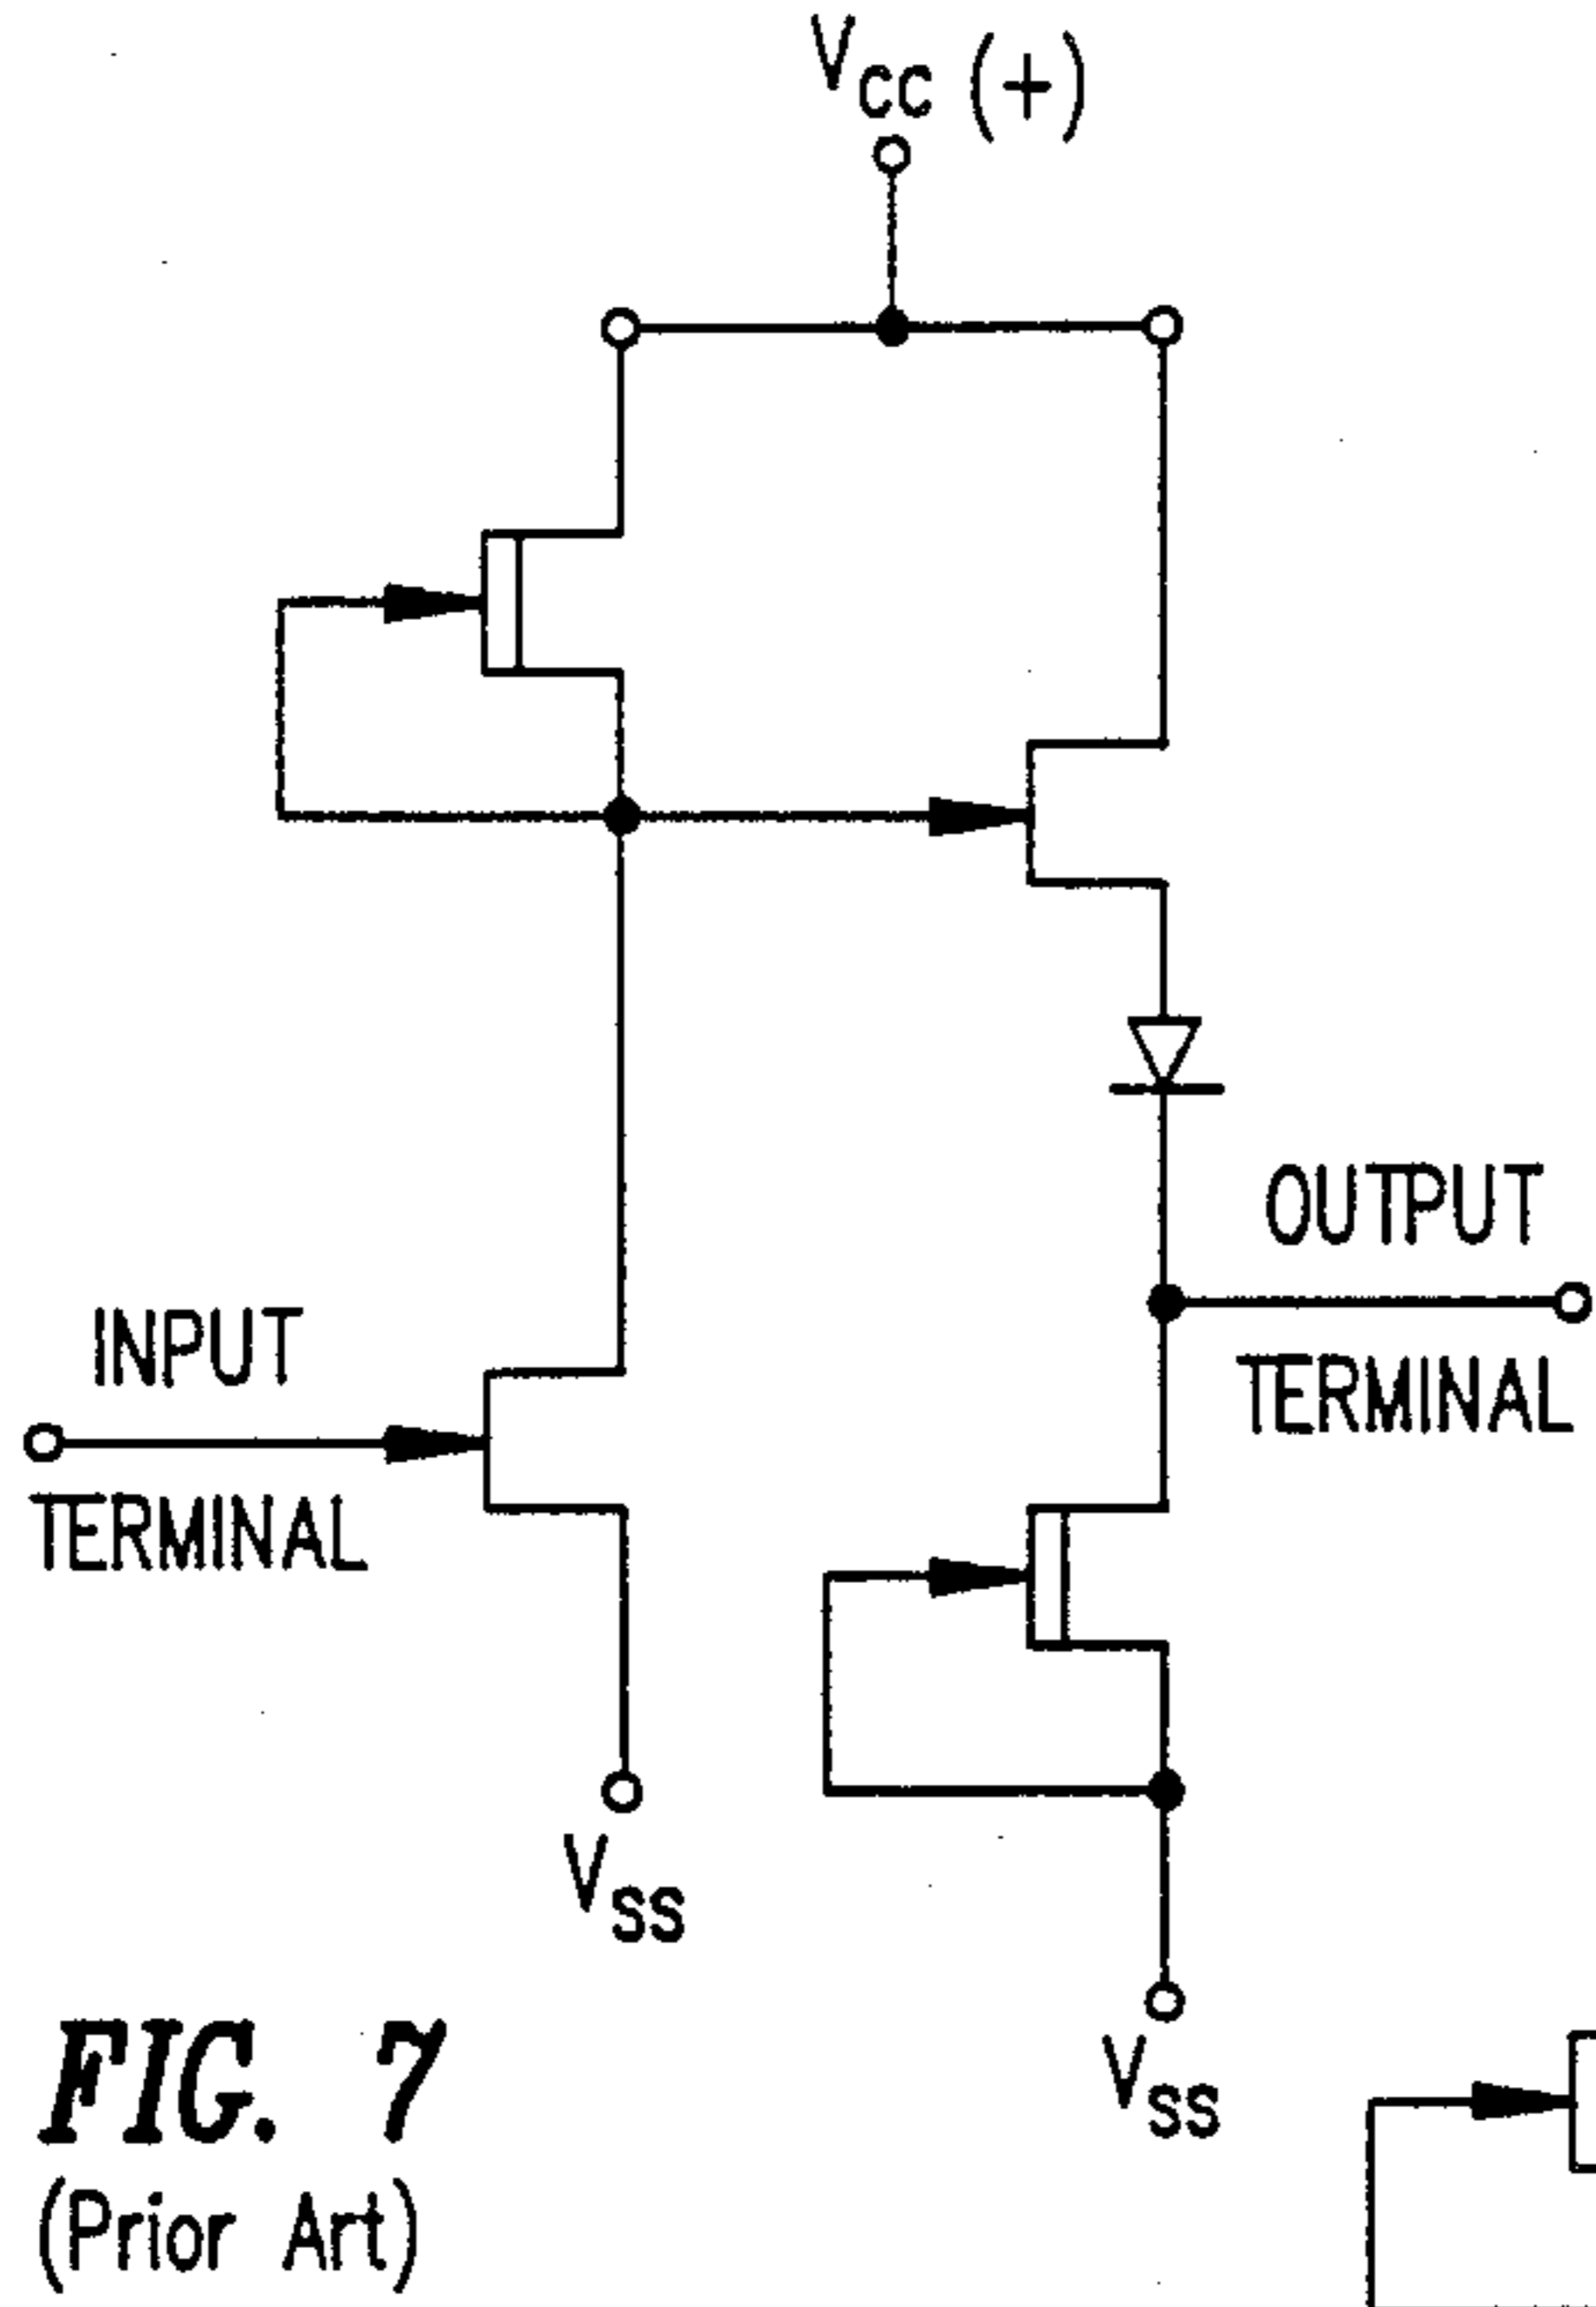 VCC (+)
OUTPUT
TERMINAL
INPUT
TERMINAL
VSS
VSS
FIG. 7
(Prior Art)